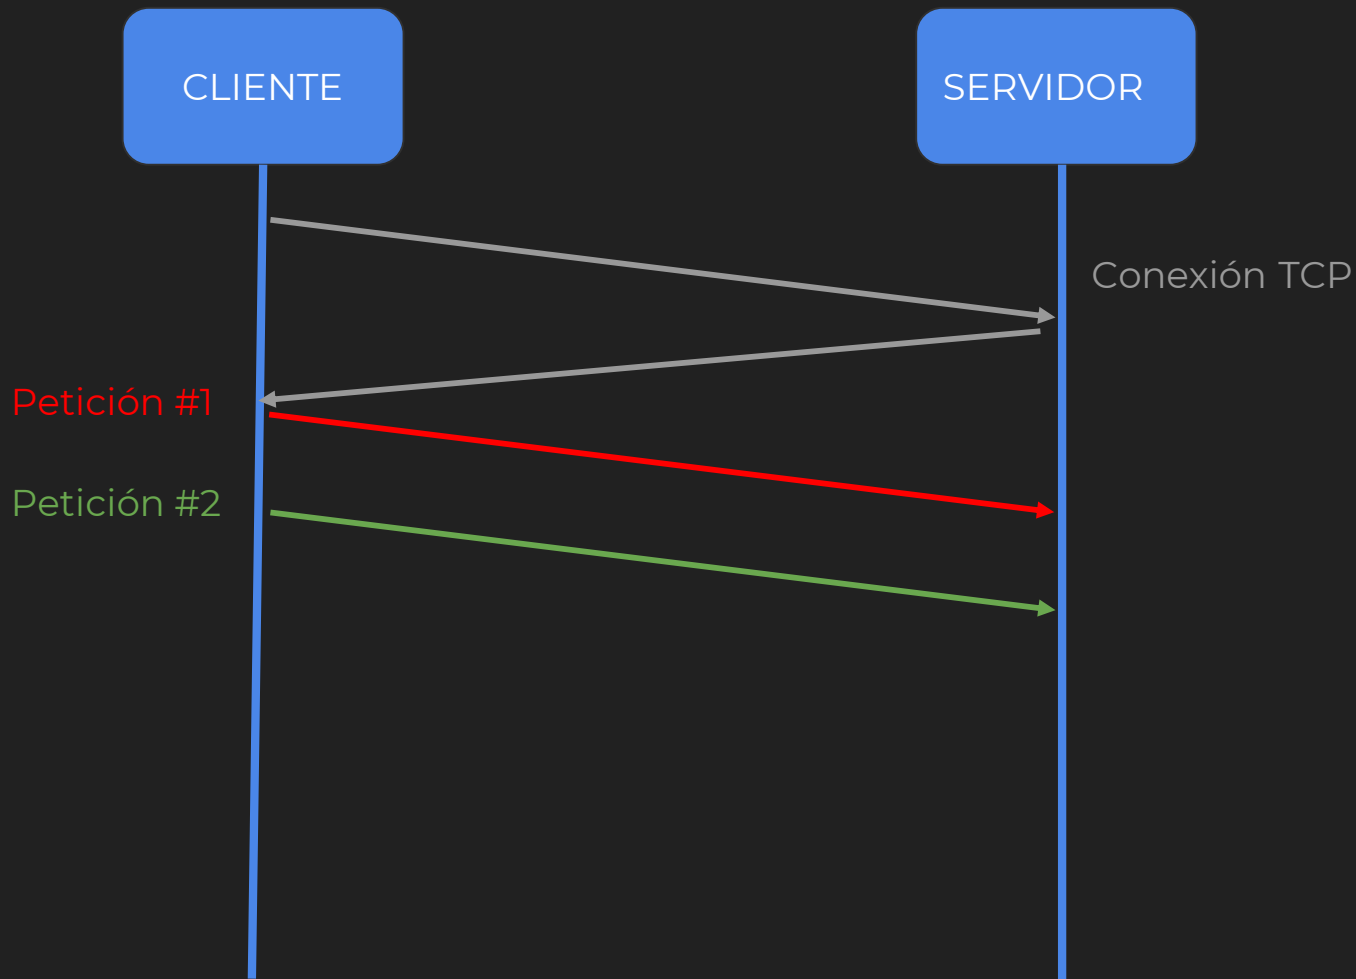 CLIENTE
SERVIDOR
Conexión TCP
Petición #1
Petición #2